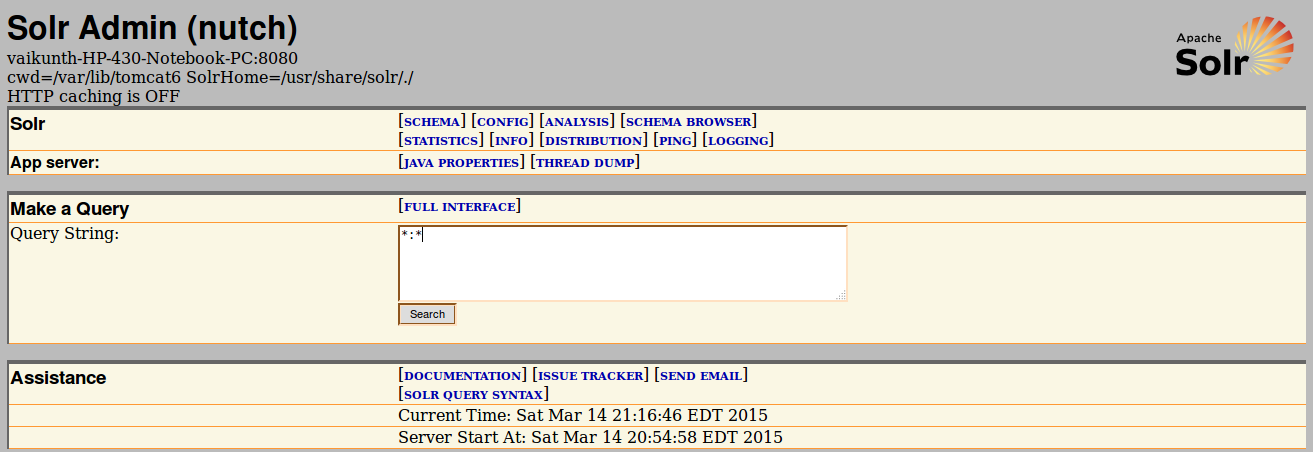 Solr Admin (nutch)
vaikunth-HP-430-Notebook-PC:8080
cwd=/var/lib/tomcat6 SolrHome=/usr/share/solr/./
HTTP caching is OFF
Apache
Solr
Solr
[SCHEMA] [CONFIG] [ANALYSIS] [SCHEMA BROWSER]
[STATISTICS] [INFO] [DISTRIBUTION] [PING] [LOGGING]
App server:
[JAVA PROPERTIES] [THREAD DUMP]
Make a Query
[FULL INTERFACE]
Query String:
*:*
Search
Assistance
[DOCUMENTATION] [ISSUE TRACKER] [SEND EMAIL]
[SOLR QUERY SYNTAX]
Current Time: Sat Mar 14 21:16:46 EDT 2015
Server Start At: Sat Mar 14 20:54:58 EDT 2015